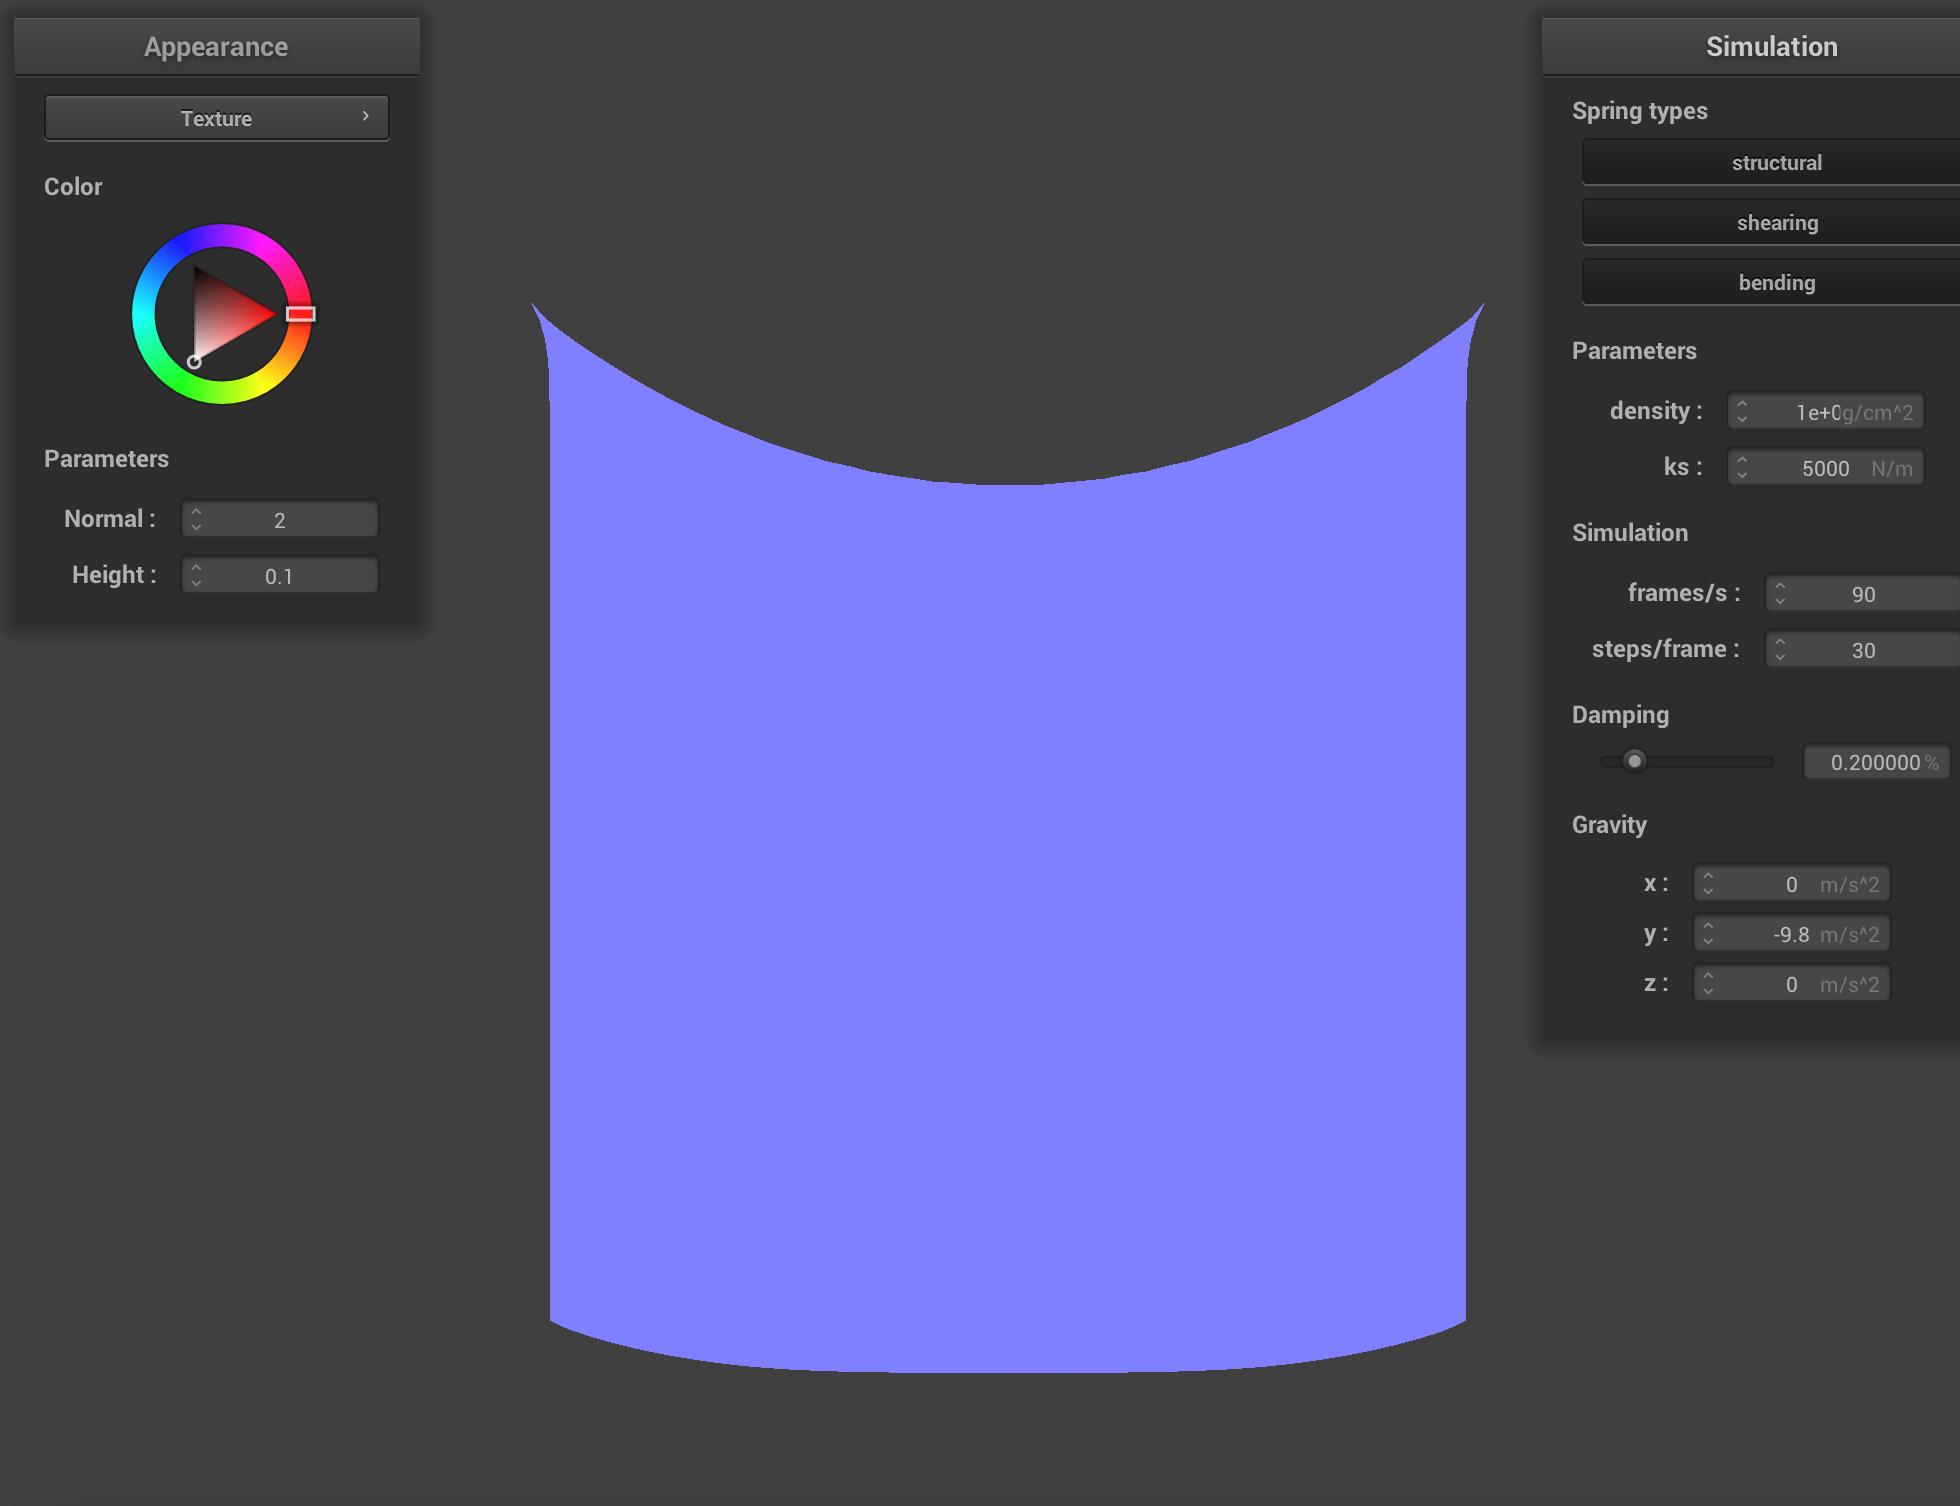 Appearance
Texture
Color
Parameters
Normal : 2
Height : 0.1
Simulation
Spring types
structural
shearing
bending
Parameters
density : 1e+0 g/cm^2
ks : 5000 N/m
Simulation
frames/s : 90
steps/frame : 30
Damping
0.200000 %
Gravity
x : 0 m/s^2
y : -9.8 m/s^2
z : 0 m/s^2